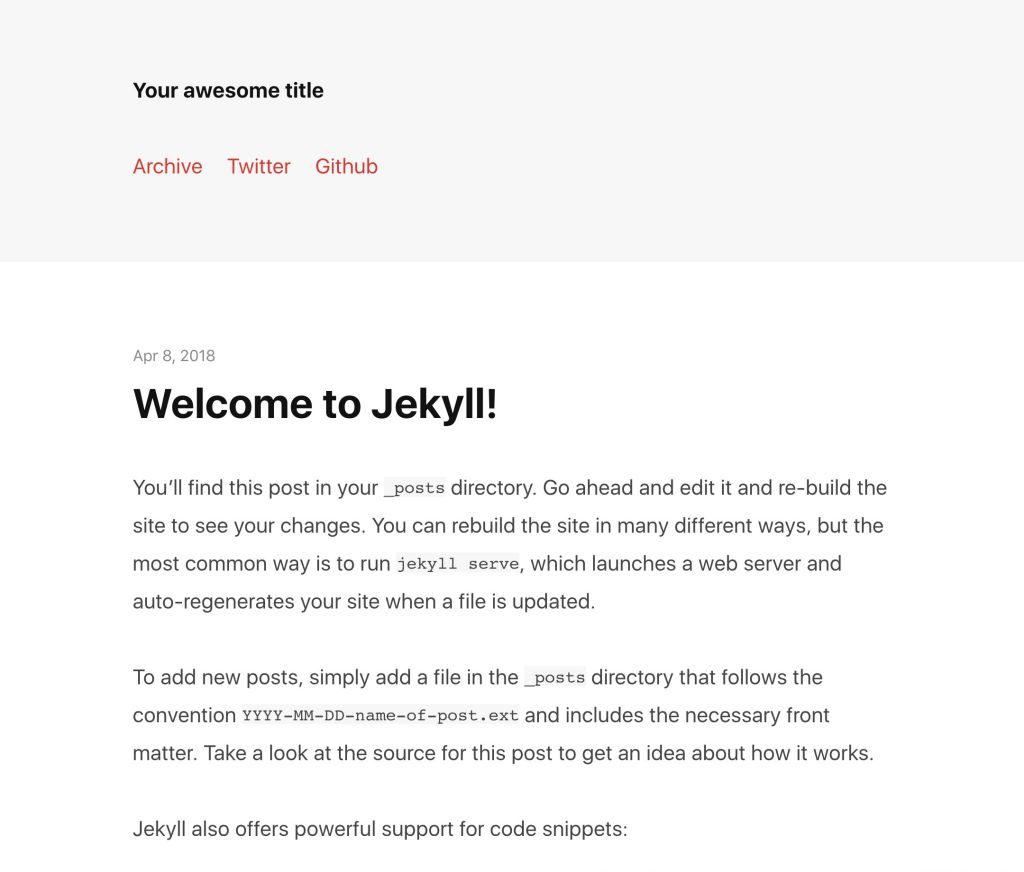 Your awesome title
Archive Twitter Github
Apr 8, 2018
Welcome to Jekyll!
You’ll find this post in your _posts directory. Go ahead and edit it and re-build the
site to see your changes. You can rebuild the site in many different ways, but the
most common way is to run jekyll serve, which launches a web server and
auto-regenerates your site when a file is updated.
To add new posts, simply add a file in the _posts directory that follows the
convention YYYY-MM-DD-name-of-post.ext and includes the necessary front
matter. Take a look at the source for this post to get an idea about how it works.
Jekyll also offers powerful support for code snippets: